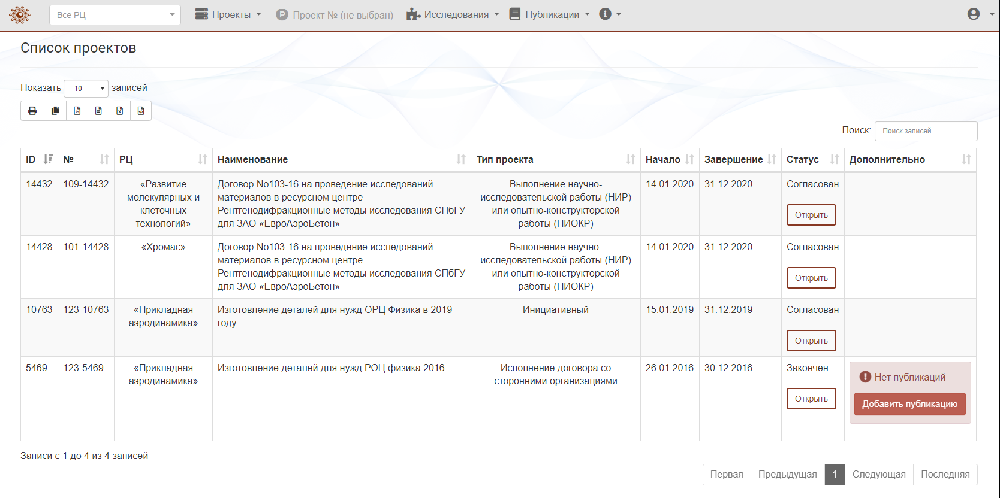 Все РЦ
Проекты
Р Проект № (не выбран)
Исследования
Публикации
Список проектов
Показать 10 записей
Поиск: Поиск записей...
ID № РЦ Наименование Тип проекта Начало Завершение Статус Дополнительно
14432 109-14432 «Развитие Договор No103-16 на проведение исследований Выполнение научно- 14.01.2020 31.12.2020 Согласован
молекулярных и материалов в ресурсном центре исследовательской работы (НИР)
клеточных Рентгенодифракционные методы исследования СПбГУ или опытно-конструкторской Открыть
технологий» для ЗАО «ЕвроАэроБетон» работы (НИОКР)
14428 101-14428 «Хромас» Договор No103-16 на проведение исследований Выполнение научно- 14.01.2020 31.12.2020 Согласован
материалов в ресурсном центре исследовательской работы (НИР)
Рентгенодифракционные методы исследования СПбГУ или опытно-конструкторской Открыть
для ЗАО «ЕвроАэроБетон» работы (НИОКР)
10763 123-10763 «Прикладная Изготовление деталей для нужд ОРЦ Физика в 2019 Инициативный 15.01.2019 31.12.2019 Согласован
аэродинамика» году
Открыть
5469 123-5469 «Прикладная Изготовление деталей для нужд РОЦ физика 2016 Исполнение договора со 26.01.2016 30.12.2016 Закончен Нет публикаций
аэродинамика» сторонними организациями
Открыть Добавить публикацию
Записи с 1 до 4 из 4 записей
Первая Предыдущая 1 Следующая Последняя